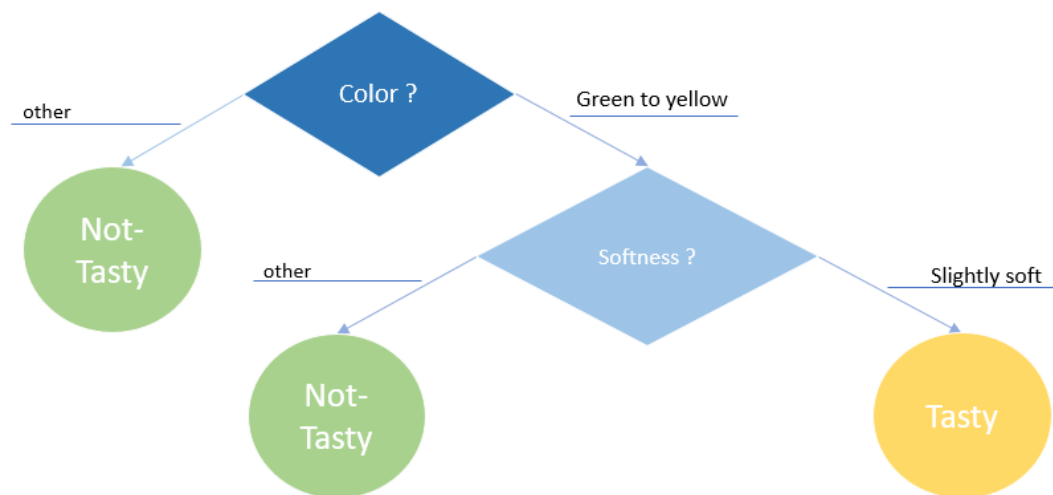 Color ?
other
Green to yellow
Not-
Tasty
Softness ?
other
Slightly soft
Not-
Tasty
Tasty